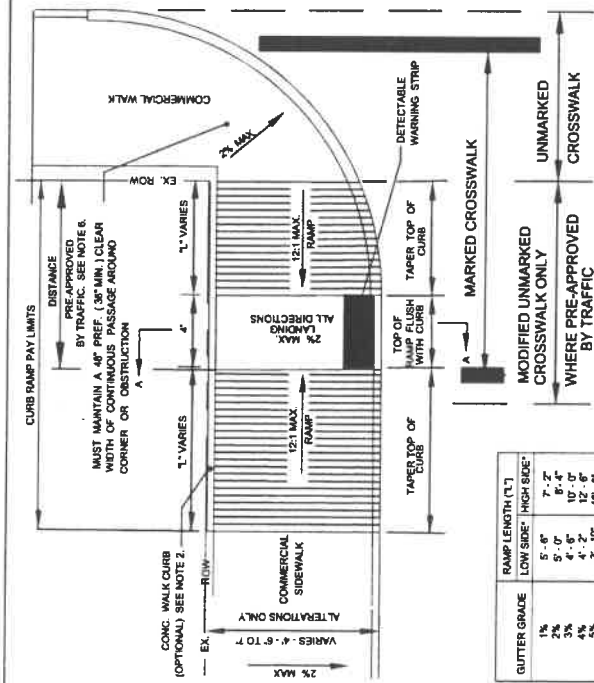 CURB RAMP PAY LIMITS
DISTANCE
PRE-APPROVED
BY TRAFFIC. SEE NOTE 6.
MUST MAINTAIN A 48" PREF. (36" MIN.) CLEAR
WIDTH OF CONTINUOUS PASSAGE AROUND
CORNER OR OBSTRUCTION
EX. ROW
COMMERCIAL WALK
2% MAX
"L" VARIES
4"
"L" VARIES
A
CONC. WALK CURB
(OPTIONAL) SEE NOTE 2.
EX. ROW
COMMERCIAL
SIDEWALK
VARIES - 4'-6" TO 7'
ALTERATIONS ONLY
2% MAX
12:1 MAX.
RAMP
2% MAX.
LANDING
ALL DIRECTIONS
12:1 MAX.
RAMP
DETECTABLE
WARNING STRIP
TAPER TOP OF
CURB
TOP OF
RAMP FLUSH
WITH CURB
TAPER TOP OF
CURB
A
MARKED CROSSWALK
MODIFIED UNMARKED
CROSSWALK ONLY
WHERE PRE-APPROVED
BY TRAFFIC
UNMARKED
CROSSWALK
GUTTER GRADE
RAMP LENGTH ("L")
LOW SIDE* HIGH SIDE*
1% 5'-6" 7'-2"
2% 5'-0" 8'-4"
3% 4'-6" 10'-0"
4% 4'-2" 12'-6"
5%